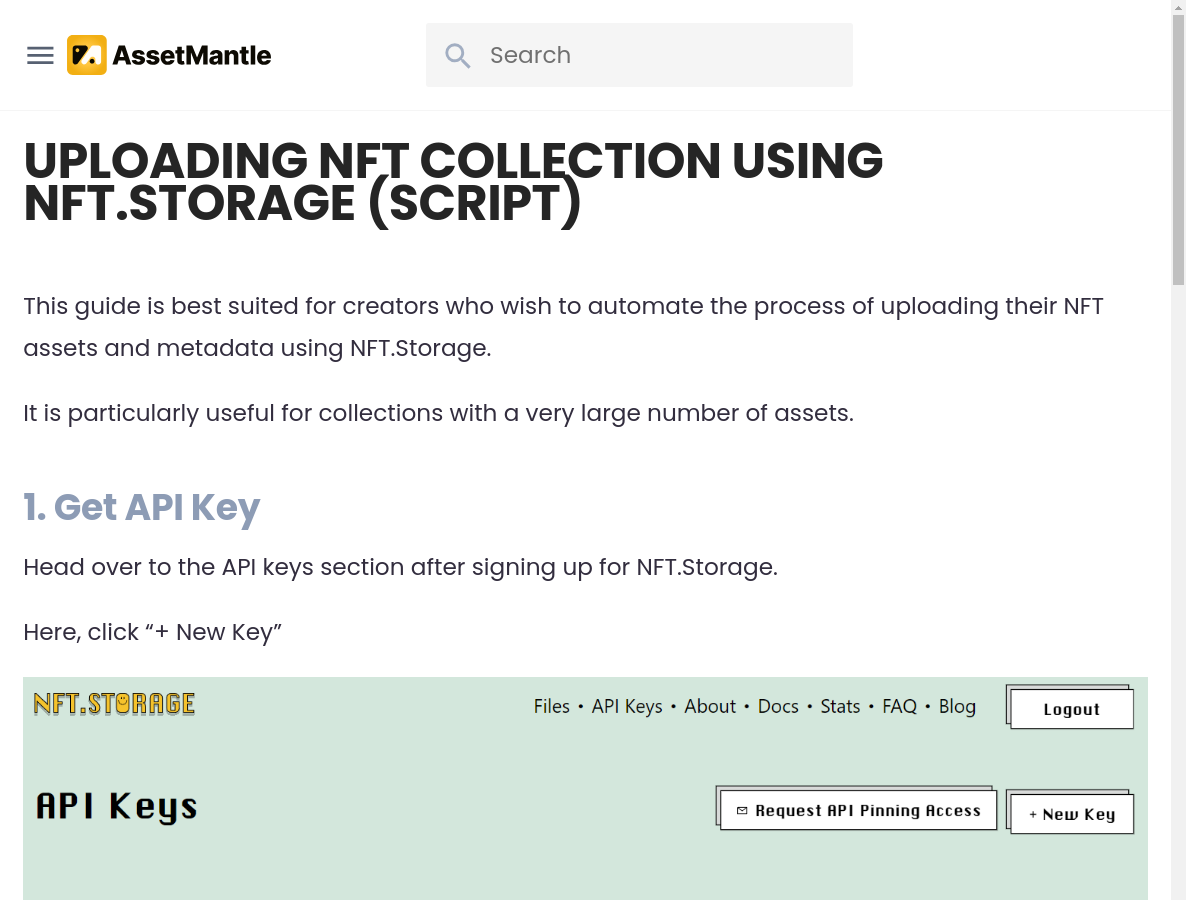 AssetMantle
Search
UPLOADING NFT COLLECTION USING
NFT.STORAGE (SCRIPT)
This guide is best suited for creators who wish to automate the process of uploading their NFT
assets and metadata using NFT.Storage.
It is particularly useful for collections with a very large number of assets.
1. Get API Key
Head over to the API keys section after signing up for NFT.Storage.
Here, click “+ New Key”
NFT.STORAGE
Files • API Keys • About • Docs • Stats • FAQ • Blog
Logout
API Keys
Request API Pinning Access
+ New Key